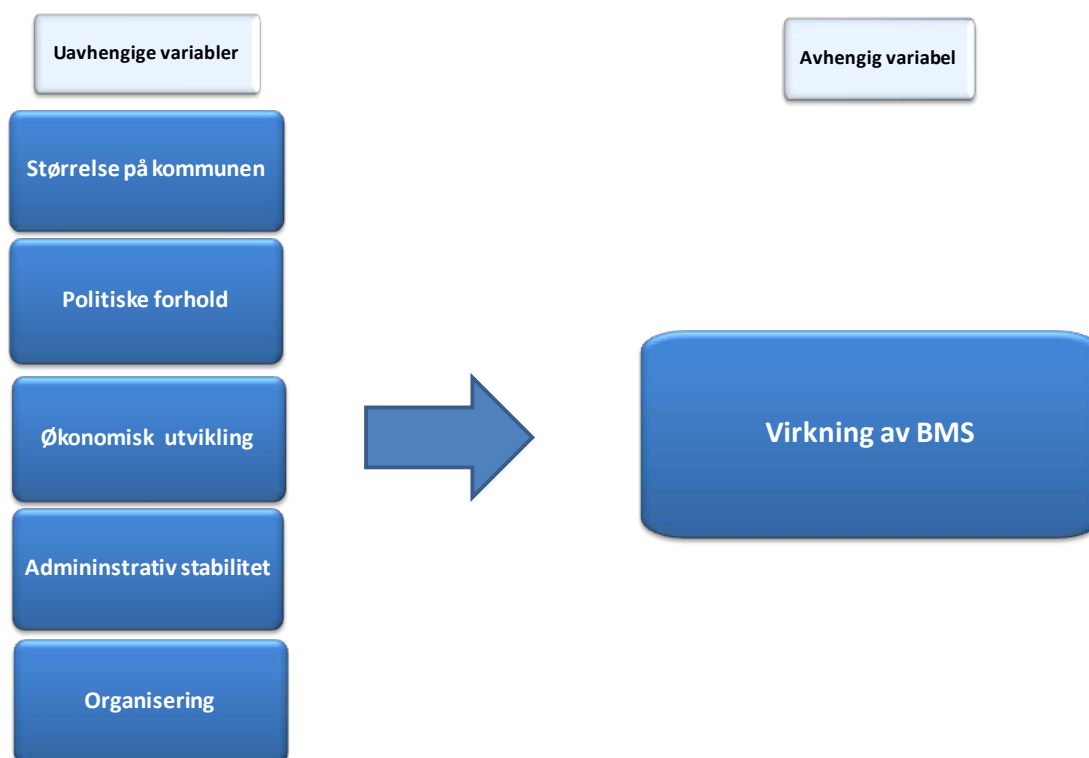 Uavhengige variabler
Avhengig variabel
Størrelse på kommunen
Politiske forhold
Økonomisk utvikling
Virkning av BMS
Admininstrativ stabilitet
Organisering